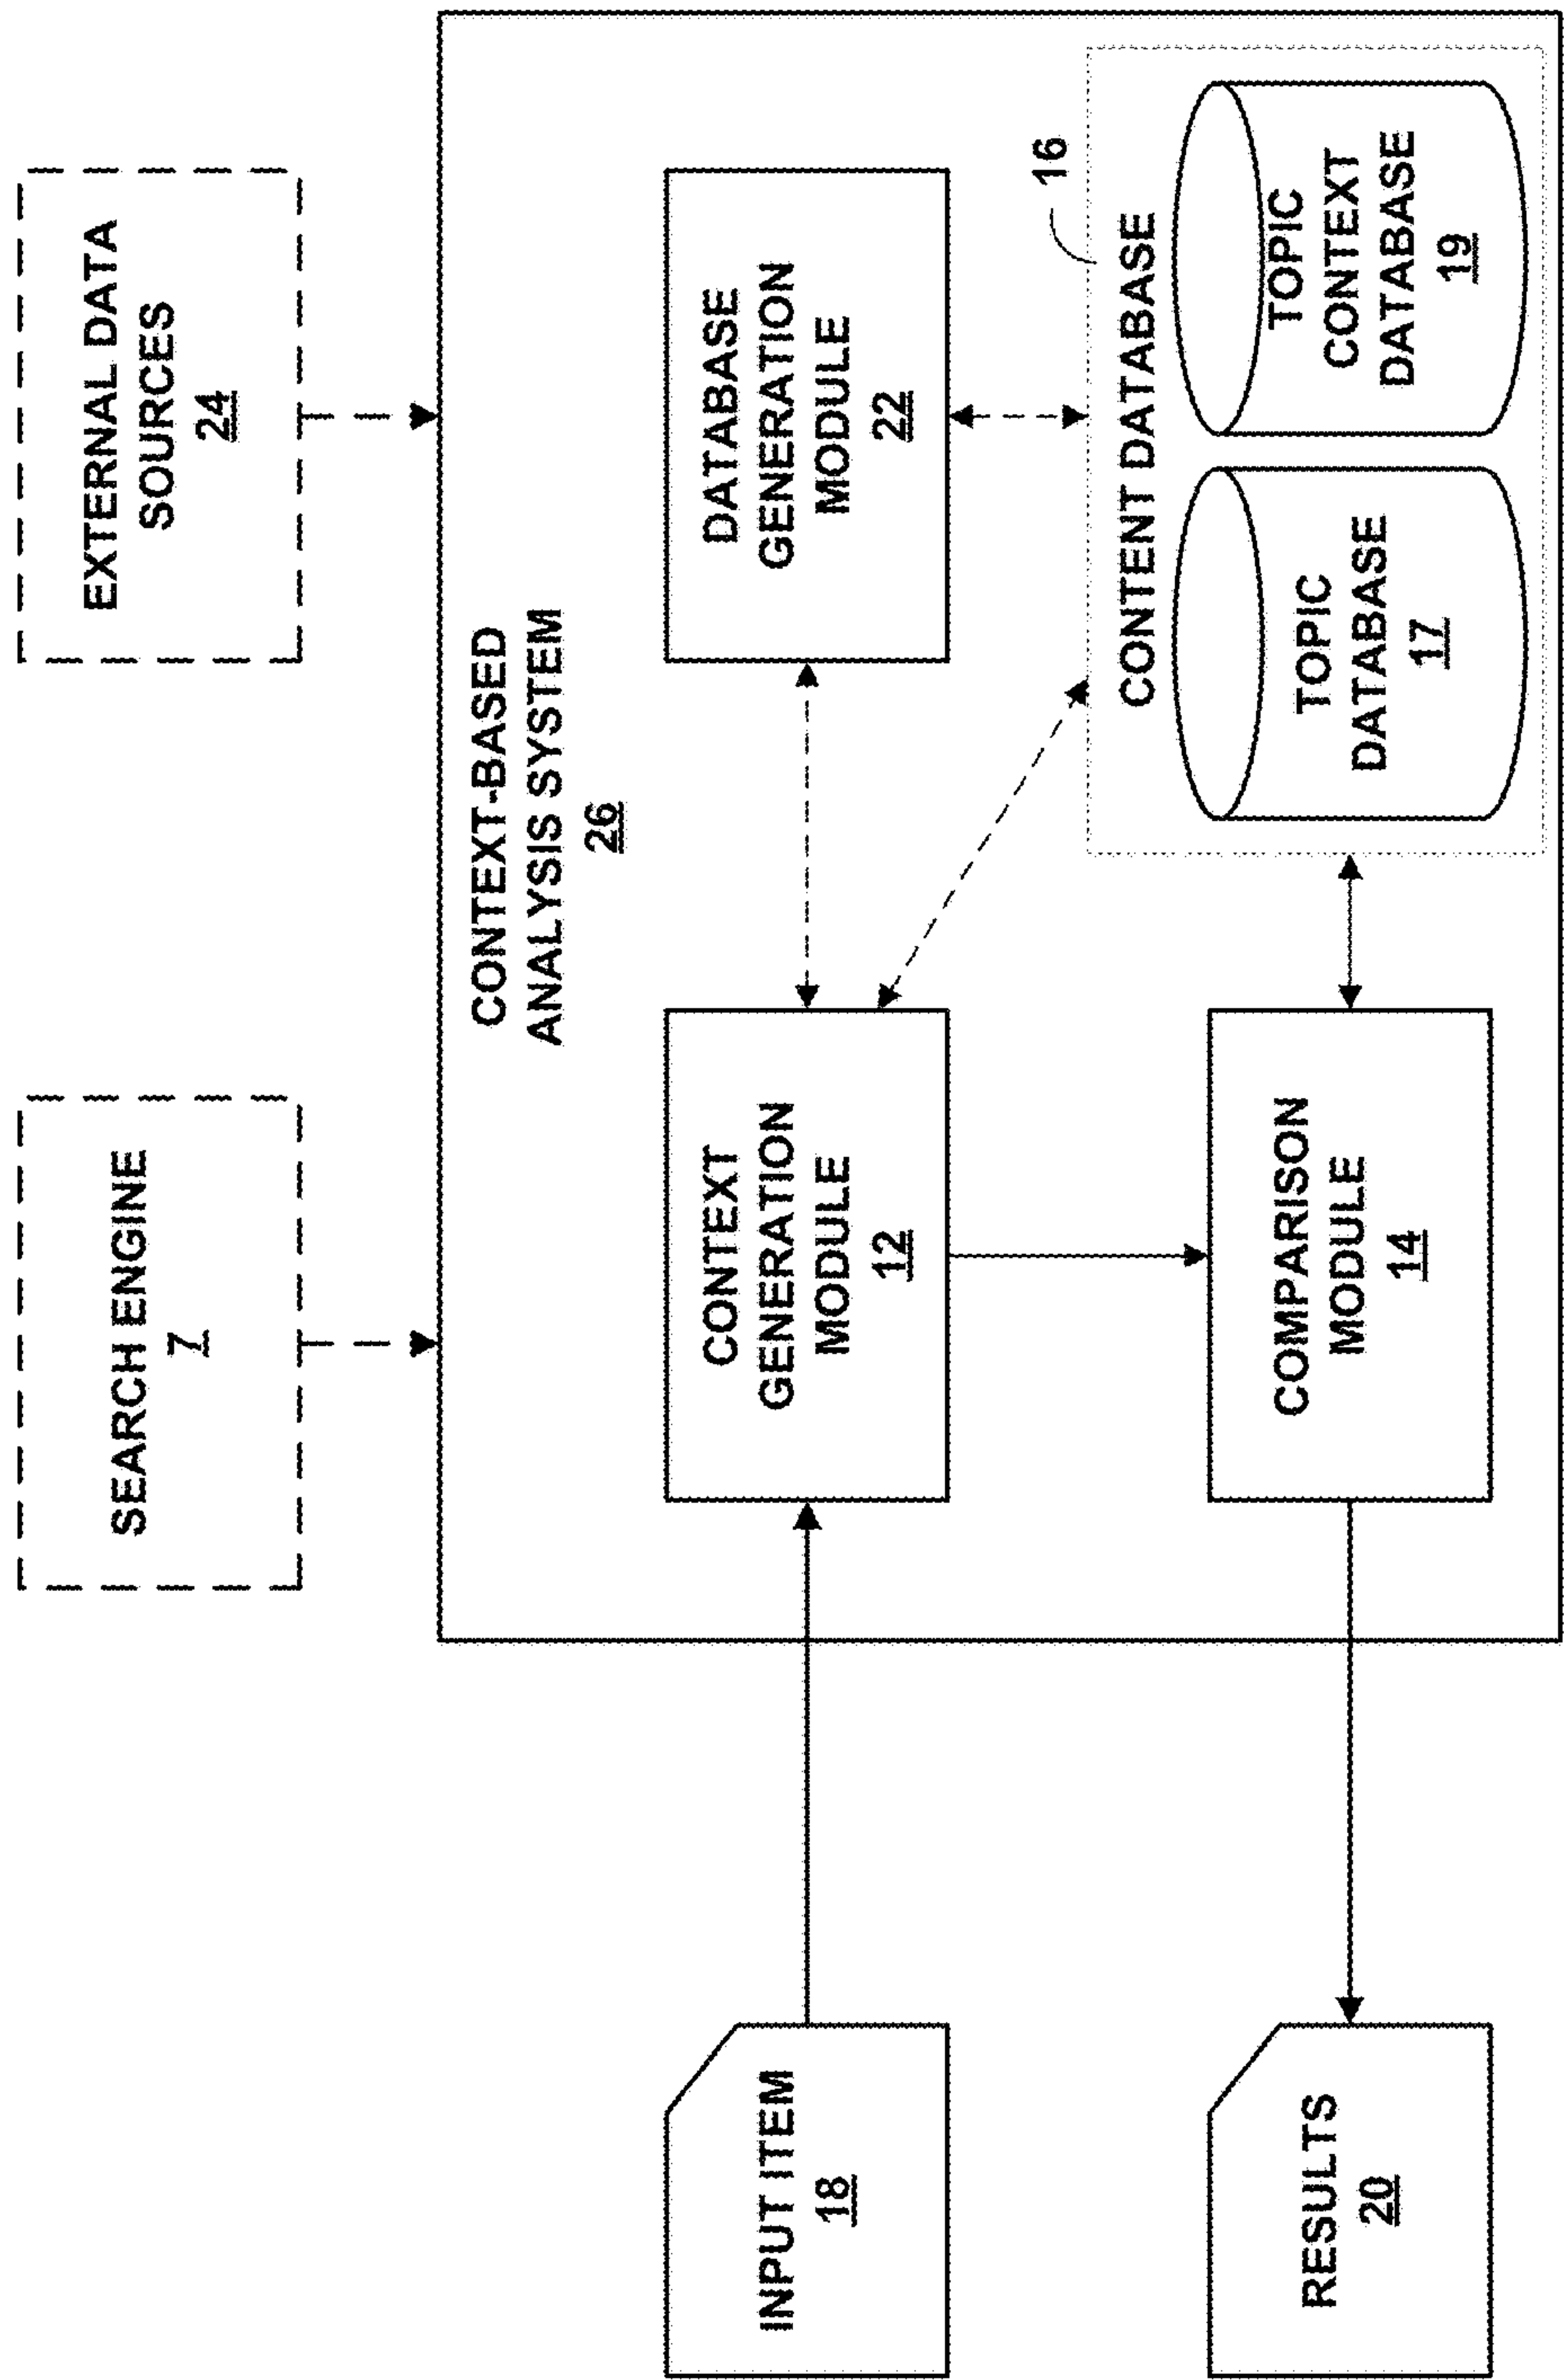 SEARCH ENGINE
7
EXTERNAL DATA
SOURCES
24
CONTEXT-BASED
ANALYSIS SYSTEM
26
INPUT ITEM
18
CONTEXT
GENERATION
MODULE
12
DATABASE
GENERATION
MODULE
22
RESULTS
20
COMPARISON
MODULE
14
16
CONTENT DATABASE
TOPIC
DATABASE
17
TOPIC
CONTEXT
DATABASE
19